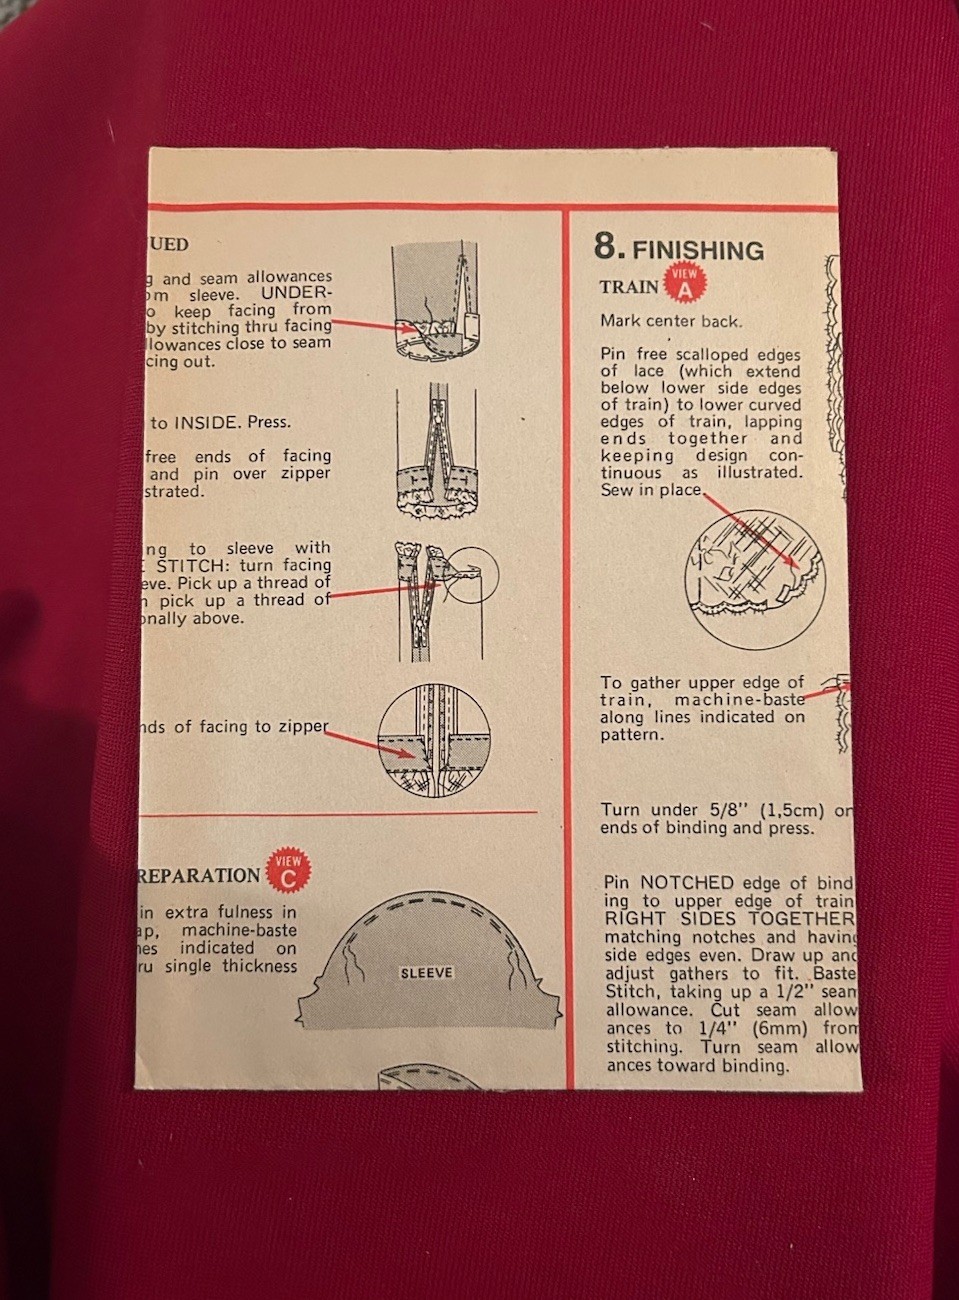 UED
g and seam allowances
om sleeve. UNDER-
o keep facing from
by stitching thru facing
llowances close to seam
cing out.
to INSIDE. Press.
free ends of facing
and pin over zipper
strated.
ng to sleeve with
E STITCH: turn facing
eve. Pick up a thread of
n pick up a thread of
onally above.
nds of facing to zipper
REPARATION VIEW C
in extra fulness in
ap, machine-baste
nes indicated on
ru single thickness
SLEEVE
8. FINISHING
TRAIN VIEW A
Mark center back.
Pin free scalloped edges
of lace (which extend
below lower side edges
of train) to lower curved
edges of train, lapping
ends together and
keeping design con-
tinuous as illustrated.
Sew in place.
To gather upper edge of
train, machine-baste
along lines indicated on
pattern.
Turn under 5/8" (1,5cm) on
ends of binding and press.
Pin NOTCHED edge of bind
ing to upper edge of train
RIGHT SIDES TOGETHER
matching notches and having
side edges even. Draw up and
adjust gathers to fit. Baste
Stitch, taking up a 1/2" seam
allowance. Cut seam allow
ances to 1/4" (6mm) from
stitching. Turn seam allow
ances toward binding.